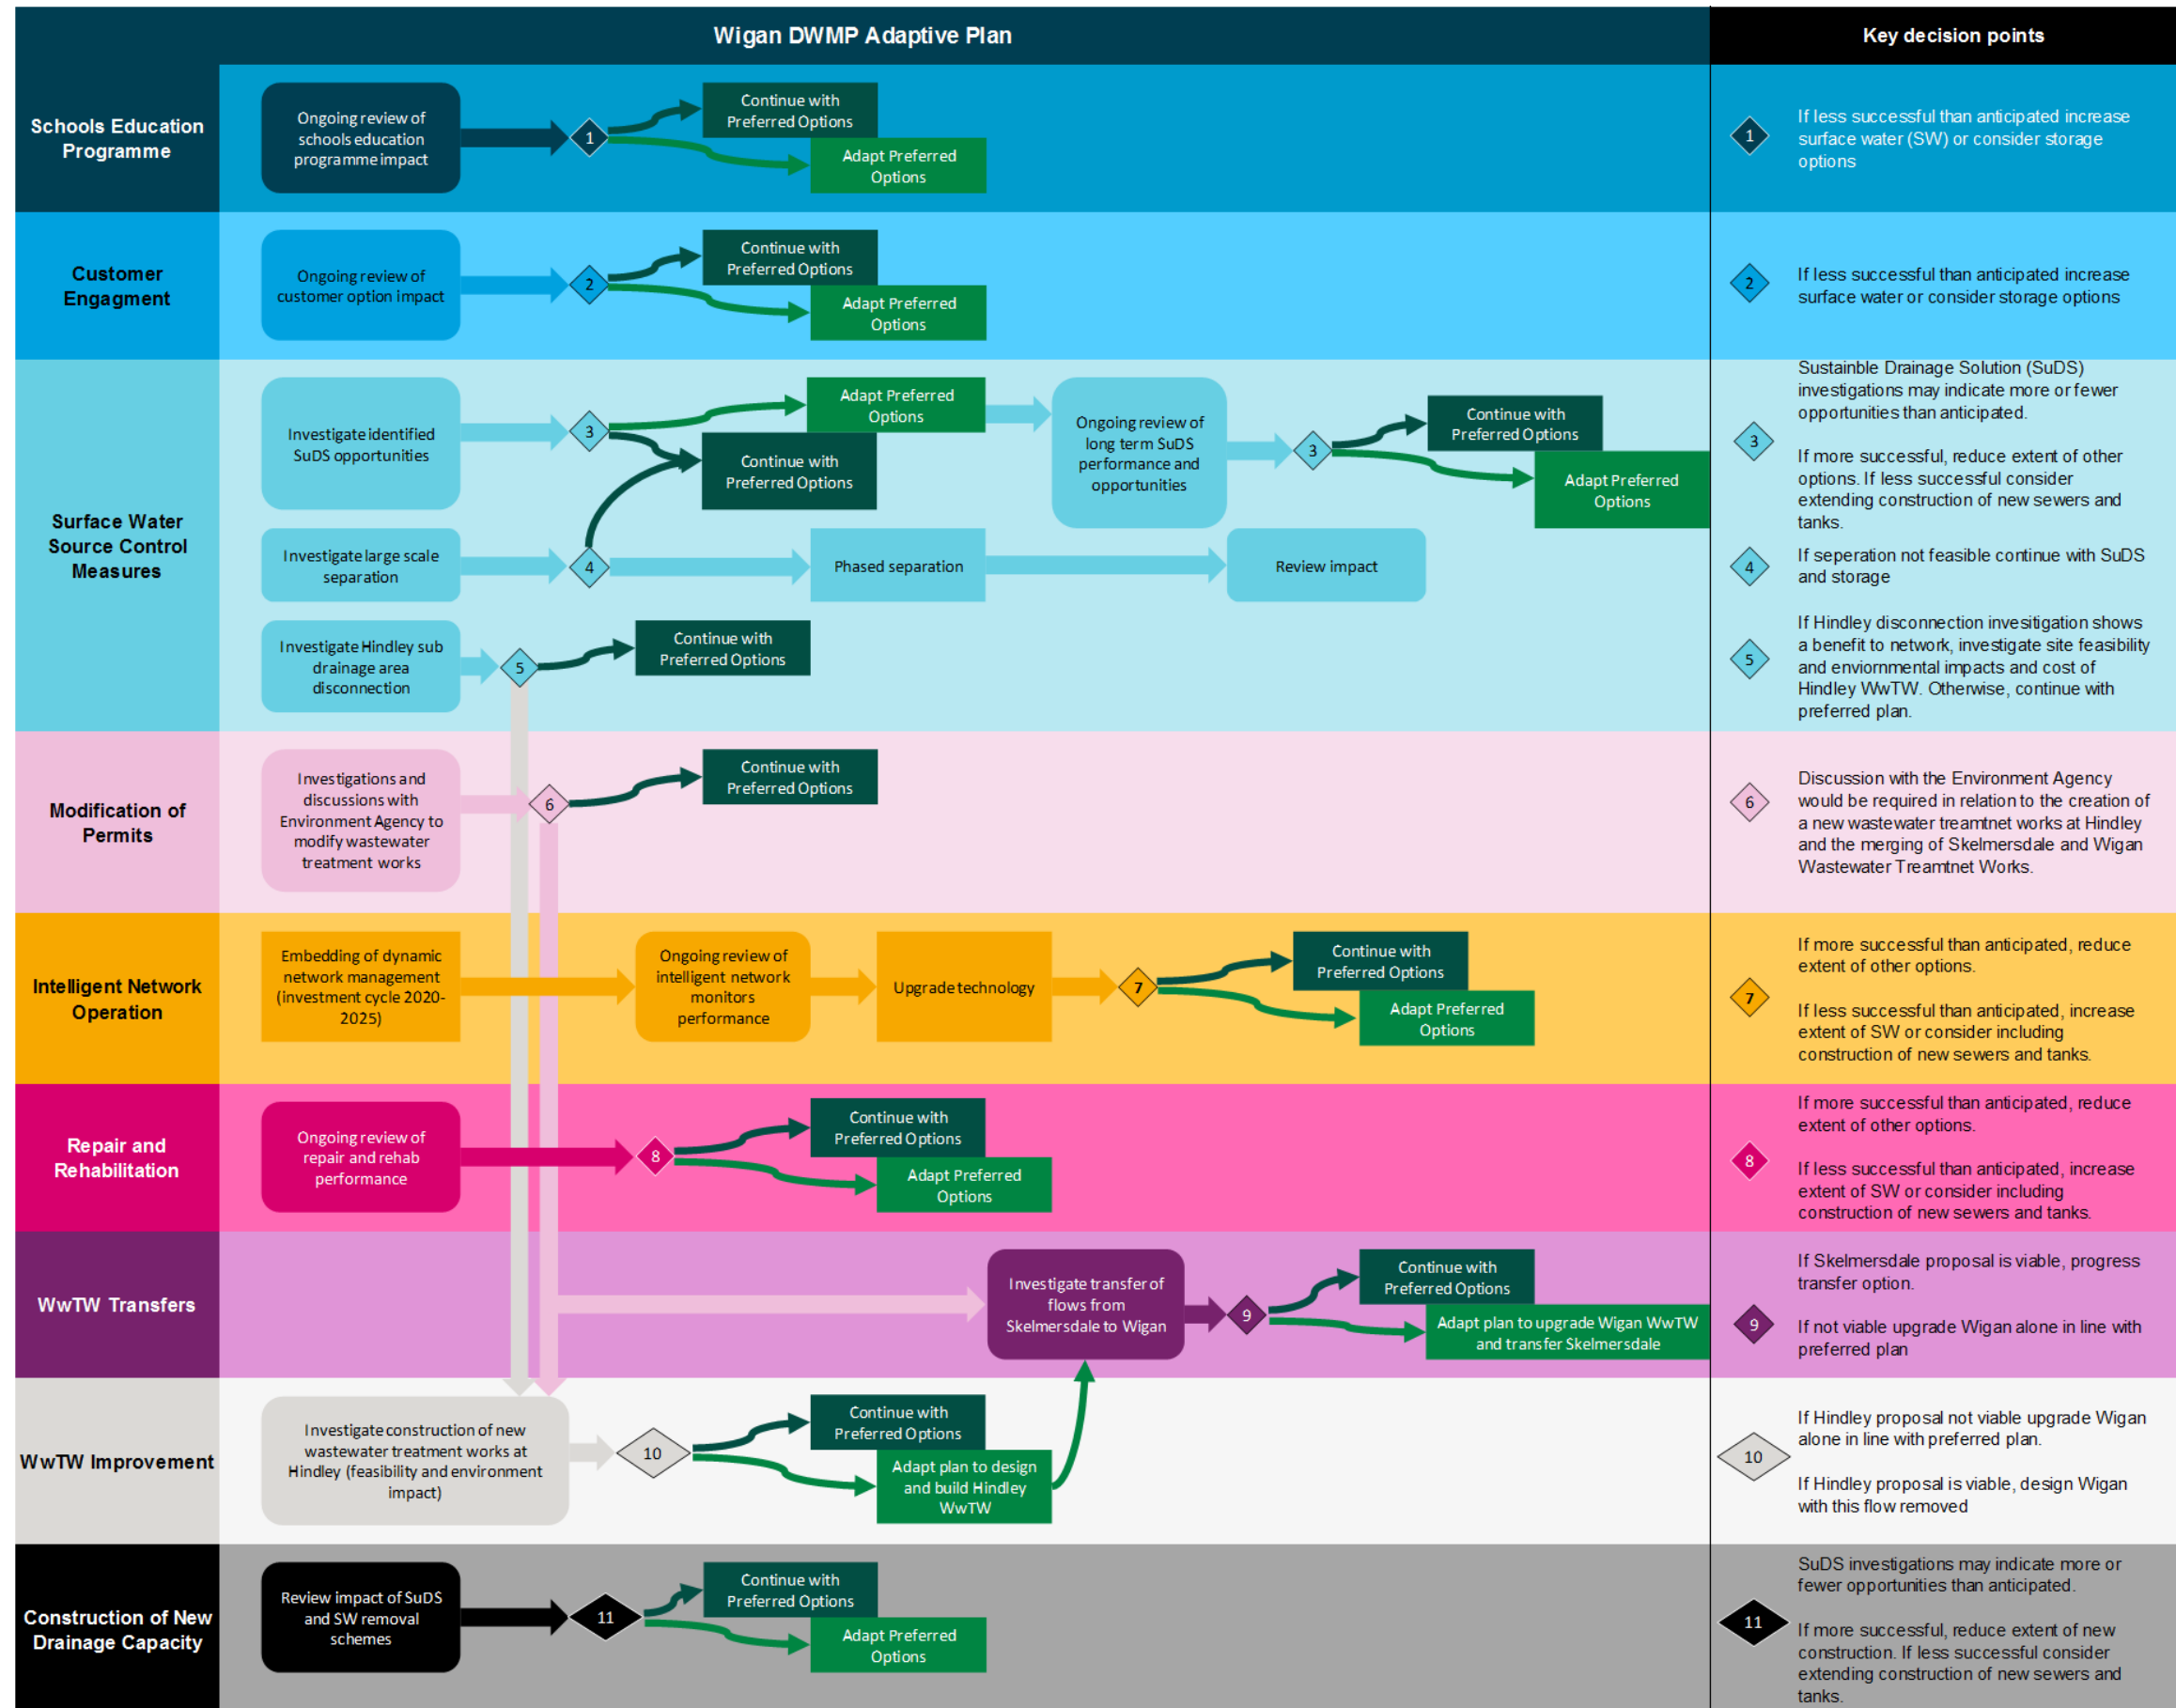 Wigan DWMP Adaptive Plan
Key decision points
Schools Education
Programme
Ongoing review of
schools education
programme impact
1
Continue with
Preferred Options
Adapt Preferred
Options
1
If less successful than anticipated increase
surface water (SW) or consider storage
options
Customer
Engagment
Ongoing review of
customer option impact
2
Continue with
Preferred Options
Adapt Preferred
Options
2
If less successful than anticipated increase
surface water or consider storage options
Surface Water
Source Control
Measures
Investigate identified
SuDS opportunities
3
Adapt Preferred
Options
Continue with
Preferred Options
Ongoing review of
long term SuDS
performance and
opportunities
3
Continue with
Preferred Options
Adapt Preferred
Options
Investigate large scale
separation
4
Phased separation
Review impact
Investigate Hindley sub
drainage area
disconnection
5
Continue with
Preferred Options
3
Sustainble Drainage Solution (SuDS)
investigations may indicate more or fewer
opportunities than anticipated.
If more successful, reduce extent of other
options. If less successful consider
extending construction of new sewers and
tanks.
4
If seperation not feasible continue with SuDS
and storage
5
If Hindley disconnection invesitigation shows
a benefit to network, investigate site feasibility
and enviornmental impacts and cost of
Hindley WwTW. Otherwise, continue with
preferred plan.
Modification of
Permits
Investigations and
discussions with
Environment Agency to
modify wastewater
treatment works
6
Continue with
Preferred Options
6
Discussion with the Environment Agency
would be required in relation to the creation of
a new wastewater treamtnet works at Hindley
and the merging of Skelmersdale and Wigan
Wastewater Treamtnet Works.
Intelligent Network
Operation
Embedding of dynamic
network management
(investment cycle 2020-
2025)
Ongoing review of
intelligent network
monitors
performance
Upgrade technology
7
Continue with
Preferred Options
Adapt Preferred
Options
7
If more successful than anticipated, reduce
extent of other options.
If less successful than anticipated, increase
extent of SW or consider including
construction of new sewers and tanks.
Repair and
Rehabilitation
Ongoing review of
repair and rehab
performance
8
Continue with
Preferred Options
Adapt Preferred
Options
8
If more successful than anticipated, reduce
extent of other options.
If less successful than anticipated, increase
extent of SW or consider including
construction of new sewers and tanks.
WwTW Transfers
Investigate transfer of
flows from
Skelmersdale to Wigan
9
Continue with
Preferred Options
Adapt plan to upgrade Wigan WwTW
and transfer Skelmersdale
9
If Skelmersdale proposal is viable, progress
transfer option.
If not viable upgrade Wigan alone in line with
preferred plan
WwTW Improvement
Investigate construction of new
wastewater treatment works at
Hindley (feasibility and environment
impact)
10
Continue with
Preferred Options
Adapt plan to design
and build Hindley
WwTW
10
If Hindley proposal not viable upgrade Wigan
alone in line with preferred plan.
If Hindley proposal is viable, design Wigan
with this flow removed
Construction of New
Drainage Capacity
Review impact of SuDS
and SW removal
schemes
11
Continue with
Preferred Options
Adapt Preferred
Options
11
SuDS investigations may indicate more or
fewer opportunities than anticipated.
If more successful, reduce extent of new
construction. If less successful consider
extending construction of new sewers and
tanks.